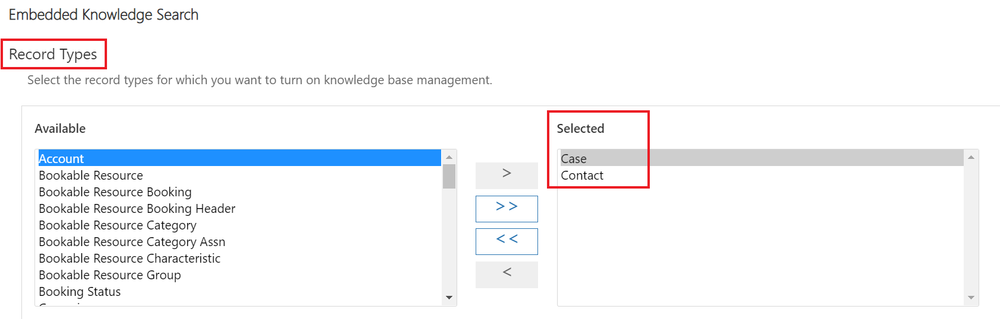 Embedded Knowledge Search
Record Types
Select the record types for which you want to turn on knowledge base management.
Available
Account
Bookable Resource
Bookable Resource Booking
Bookable Resource Booking Header
Bookable Resource Category
Bookable Resource Category Assn
Bookable Resource Characteristic
Bookable Resource Group
Booking Status
>
>>
<<
<
Selected
Case
Contact